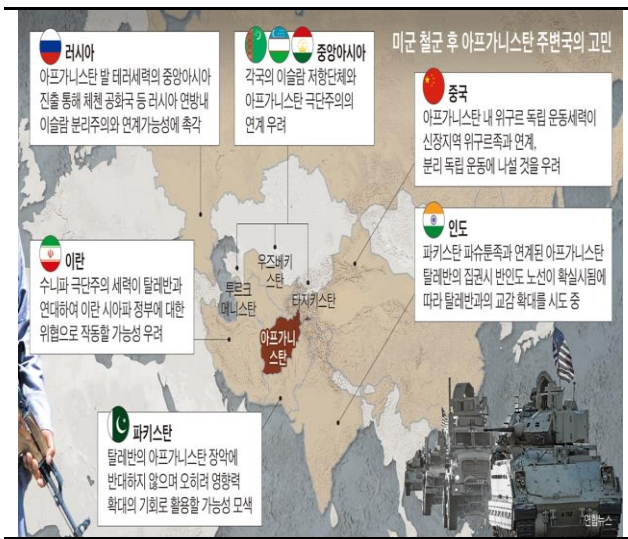 미군 철군 후 아프가니스탄 주변국의 고민
러시아
아프가니스탄 발 테러세력의 중앙아시아
진출 통해 체첸 공화국 등 러시아 연방내
이슬람 분리주의와 연계가능성에 촉각
중앙아시아
각국의 이슬람 저항단체와
아프가니스탄 극단주의의
연계 우려
중국
아프가니스탄 내 위구르 독립 운동세력이
신장지역 위구르족과 연계,
분리 독립 운동에 나설 것을 우려
인도
파키스탄 파슈툰족과 연계된 아프가니스탄
탈레반의 집권시 반인도 노선이 확실시됨에
따라 탈레반과의 교감 확대를 시도 중
이란
수니파 극단주의 세력이 탈레반과
연대하여 이란 시아파 정부에 대한
위협으로 작동할 가능성 우려
우즈베키
스탄
투르크
메니스탄
타지키스탄
아프가니
스탄
파키스탄
탈레반의 아프가니스탄 장악에
반대하지 않으며 오히려 영향력
확대의 기회로 활용할 가능성 모색
연합뉴스